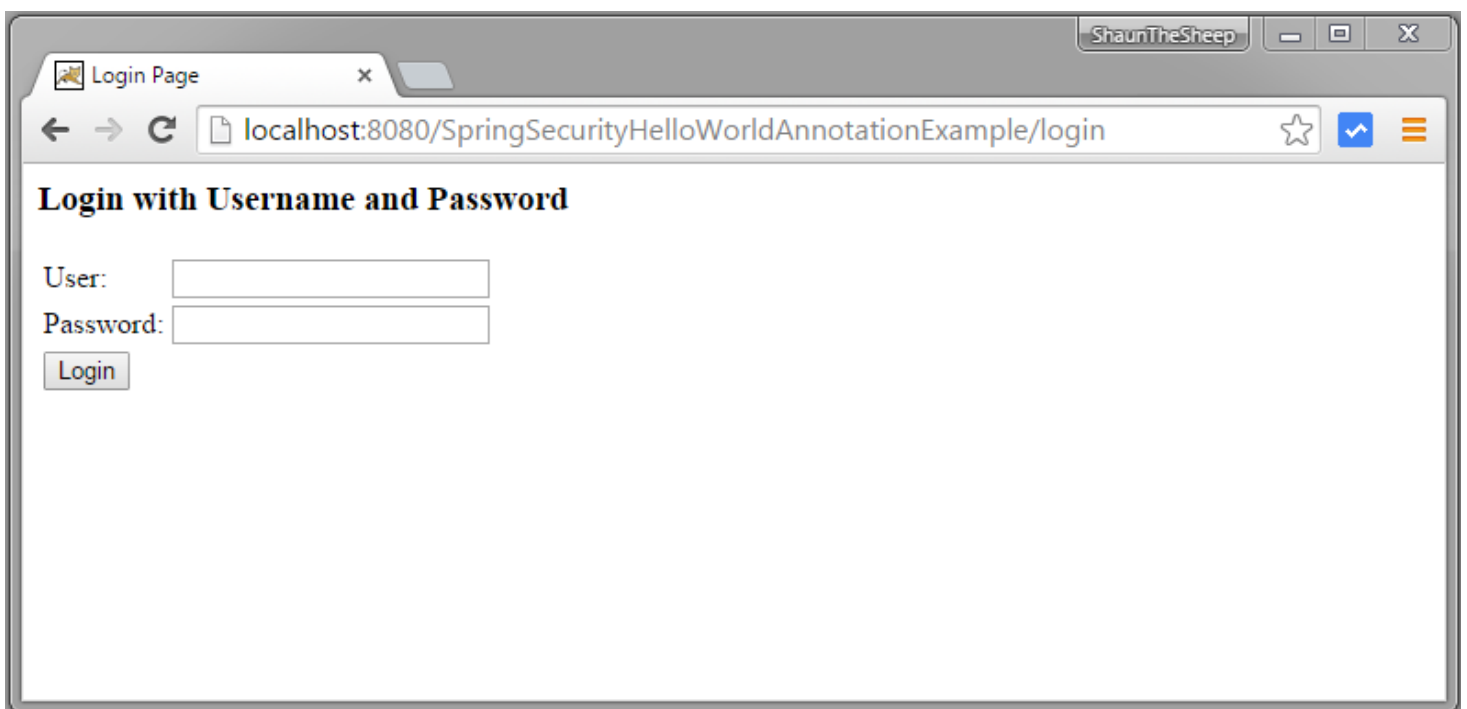 ShaunTheSheep
Login Page
localhost:8080/SpringSecurityHelloWorldAnnotationExample/login
Login with Username and Password
User:
Password:
Login